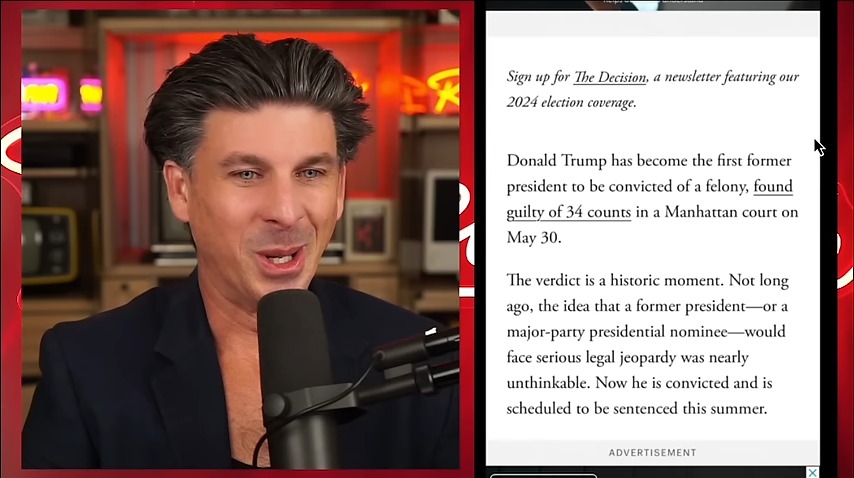 Sign up for The Decision, a newsletter featuring our
2024 election coverage.
Donald Trump has become the first former
president to be convicted of a felony, found
guilty of 34 counts in a Manhattan court on
May 30.
The verdict is a historic moment. Not long
ago, the idea that a former president—or a
major-party presidential nominee—would
face serious legal jeopardy was nearly
unthinkable. Now he is convicted and is
scheduled to be sentenced this summer.
ADVERTISEMENT